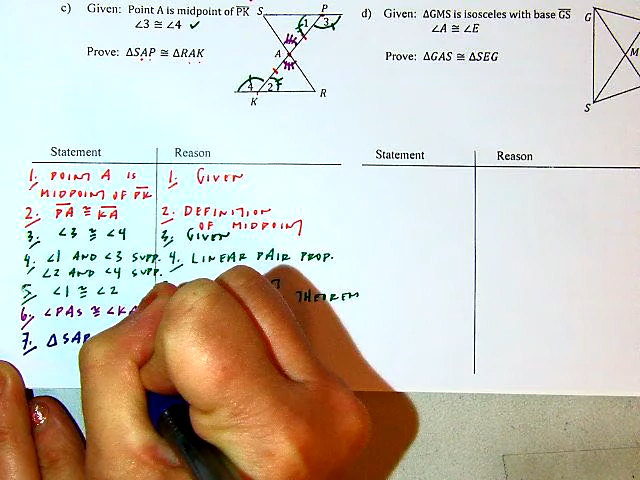 c) Given: Point A is midpoint of PK
∠3 ≅ ∠4 ✓
Prove: ΔSAP ≅ ΔRAK
S
P
1
3
A
4
2
K
R
d) Given: ΔGMS is isosceles with base GS
∠A ≅ ∠E
Prove: ΔGAS ≅ ΔSEG
G
M
S
Statement Reason
1. POINT A IS MIDPOINT OF PK
1. GIVEN
2. PA ≅ KA
2. DEFINITION OF MIDPOINT
3. ∠3 ≅ ∠4
3. GIVEN
4. ∠1 AND ∠3 SUPP.
∠2 AND ∠4 SUPP.
4. LINEAR PAIR PROP.
5. ∠1 ≅ ∠2
THEOREM
6. ∠PAS ≅ ∠KA
7. ΔSAP
Statement Reason